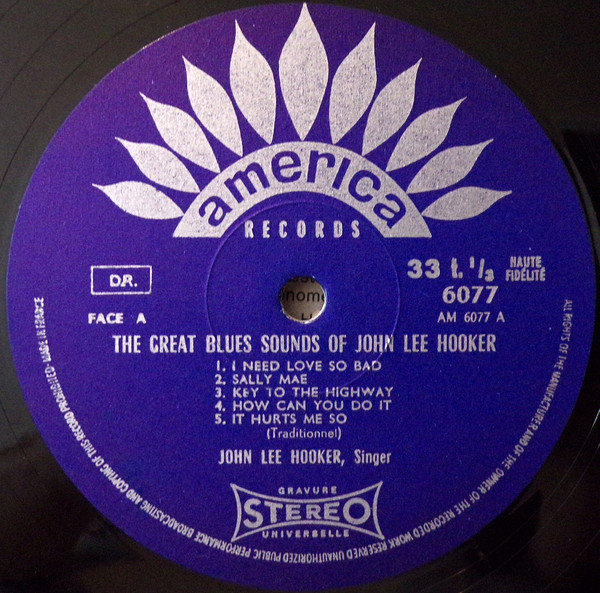 america
RECORDS
D.R.
33 t. 1/3
HAUTE
FIDÉLITÉ
6077
FACE A
AM 6077 A
THE GREAT BLUES SOUNDS OF JOHN LEE HOOKER
1. I NEED LOVE SO BAD
2. SALLY MAE
3. KEY TO THE HIGHWAY
4. HOW CAN YOU DO IT
5. IT HURTS ME SO
(Traditionnel)
JOHN LEE HOOKER, Singer
GRAVURE
STEREO
UNIVERSELLE
ALL RIGHTS OF THE MANUFACTURER AND OF THE OWNER OF THE RECORDED WORK RESERVED UNAUTHORIZED PUBLIC PERFORMANCE BROADCASTING AND COPYING OF THIS RECORD PROHIBITED · MADE IN FRANCE